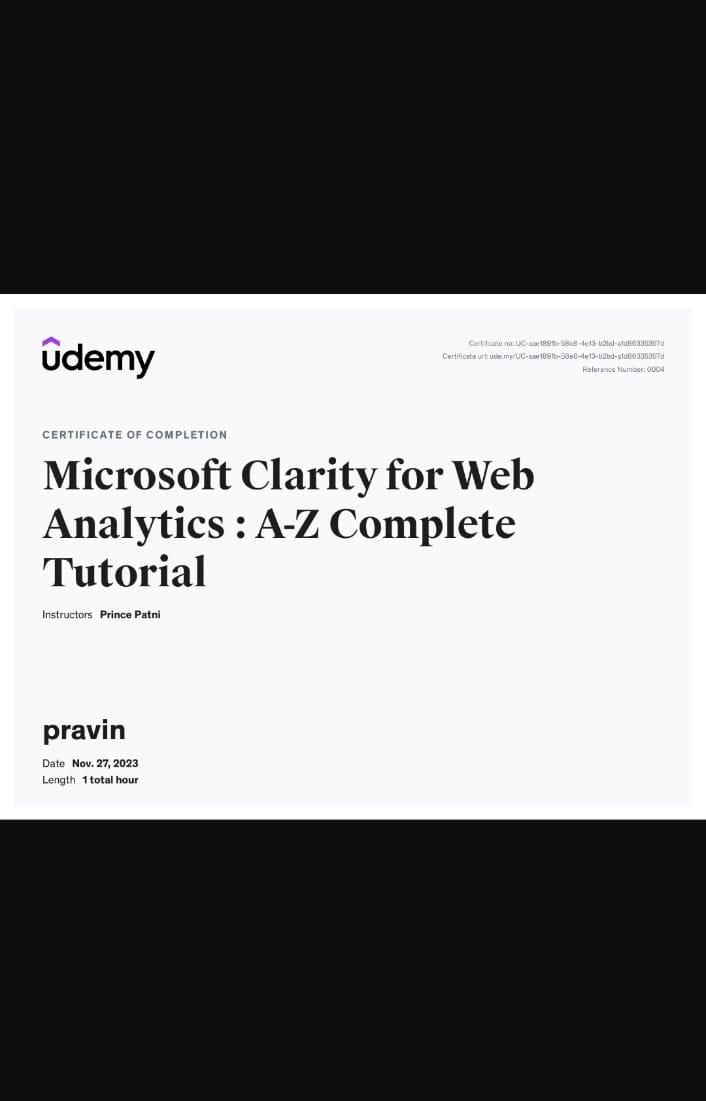 udemy
Certificate no: UC-aae1891b-58e8-4e13-b2bd-a1d86335357d
Certificate url: ude.my/UC-aae1891b-58e8-4e13-b2bd-a1d86335357d
Reference Number: 0004
CERTIFICATE OF COMPLETION
Microsoft Clarity for Web
Analytics : A-Z Complete
Tutorial
Instructors Prince Patni
pravin
Date Nov. 27, 2023
Length 1 total hour